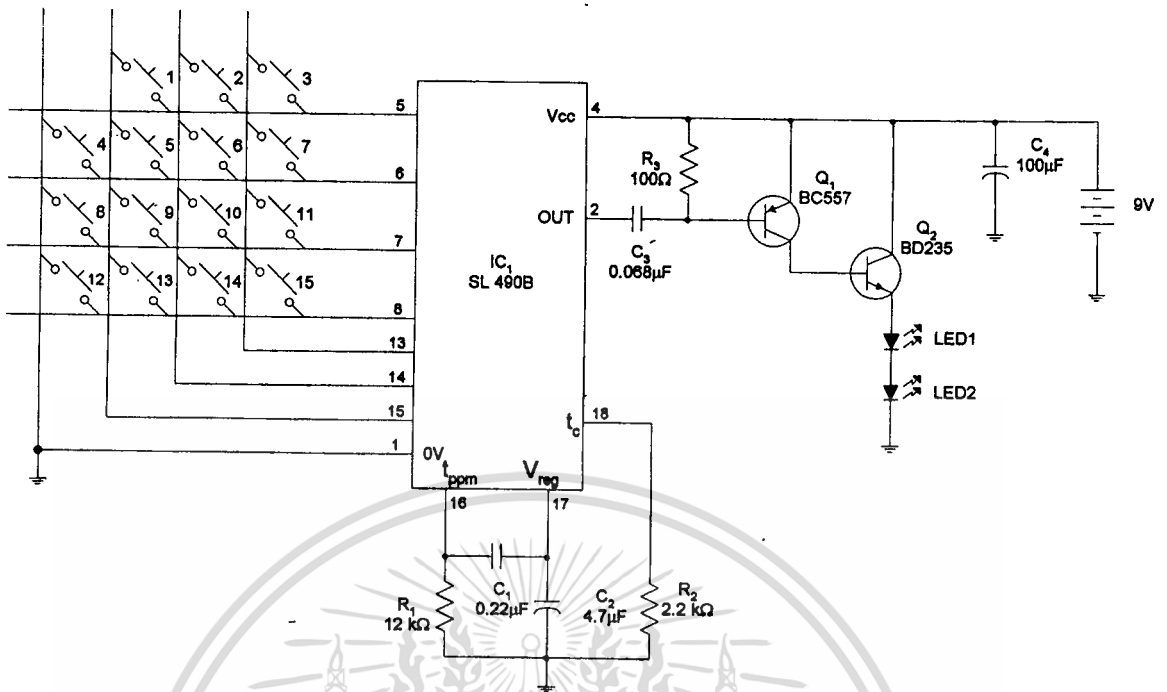 1
2
3
4
5
6
7
8
9
10
11
12
13
14
15
5
6
7
8
13
14
15
1
0V
IC1
SL 490B
Vcc
4
OUT
2
tc
18
tppm
16
Vreg
17
R3
100Ω
C3
0.068μF
Q1
BC557
Q2
BD235
C4
100μF
9V
LED1
LED2
R1
12 kΩ
C1
0.22μF
C2
4.7μF
R2
2.2 kΩ